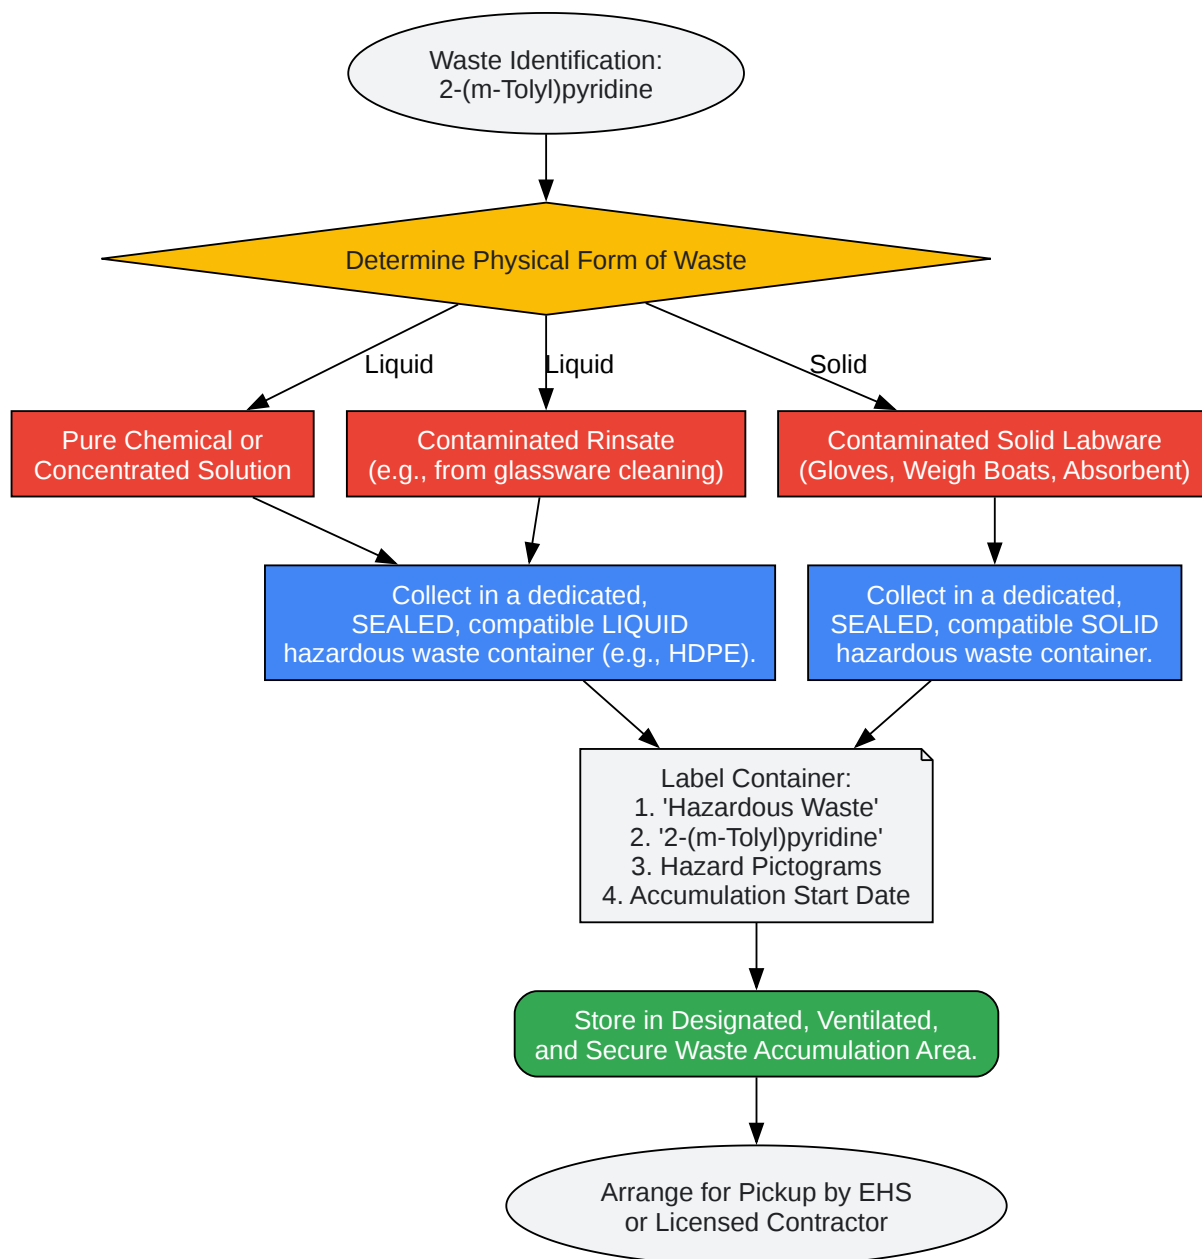 Waste Identification:
2-(m-Tolyl)pyridine
Determine Physical Form of Waste
Liquid
Liquid
Solid
Pure Chemical or
Concentrated Solution
Contaminated Rinsate
(e.g., from glassware cleaning)
Contaminated Solid Labware
(Gloves, Weigh Boats, Absorbent)
Collect in a dedicated,
SEALED, compatible LIQUID
hazardous waste container (e.g., HDPE).
Collect in a dedicated,
SEALED, compatible SOLID
hazardous waste container.
Label Container:
1. 'Hazardous Waste'
2. '2-(m-Tolyl)pyridine'
3. Hazard Pictograms
4. Accumulation Start Date
Store in Designated, Ventilated,
and Secure Waste Accumulation Area.
Arrange for Pickup by EHS
or Licensed Contractor